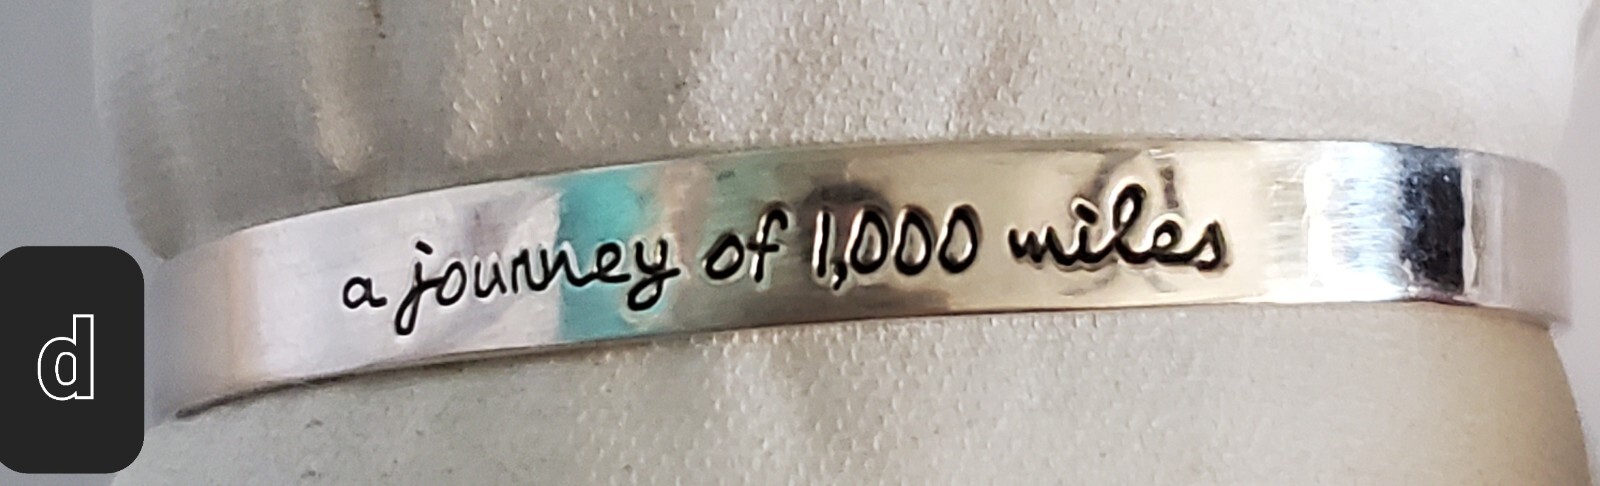 a journey of 1,000 miles
d